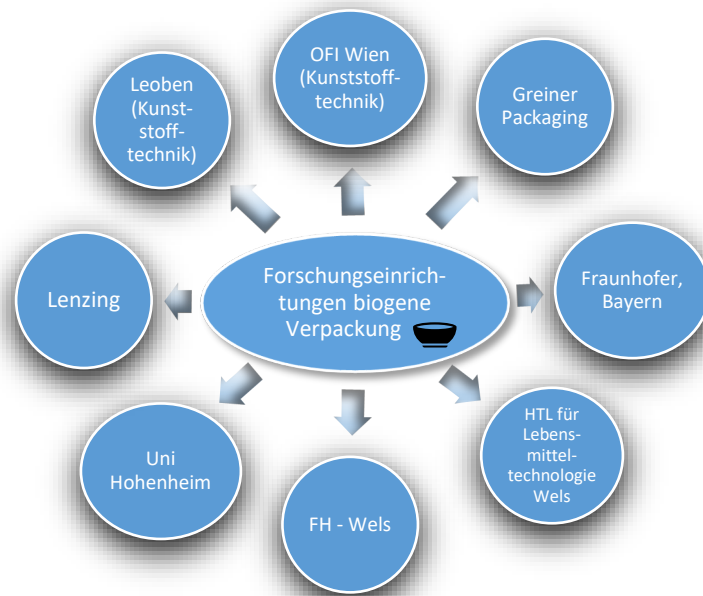 OFI Wien
(Kunststoff-
technik)
Leoben
(Kunst-
stoff-
technik)
Greiner
Packaging
Lenzing
Forschungseinrich-
tungen biogene
Verpackung
Fraunhofer,
Bayern
Uni
Hohenheim
FH - Wels
HTL für
Lebens-
mittel-
technologie
Wels